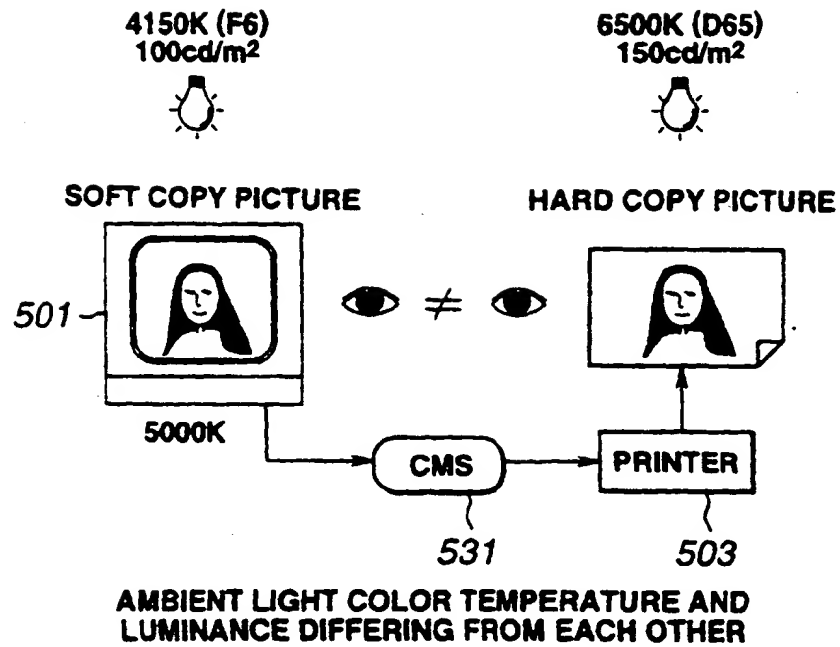 4150K (F6)
100cd/m2
6500K (D65)
150cd/m2
SOFT COPY PICTURE
HARD COPY PICTURE
501
≠
5000K
CMS
PRINTER
531
503
AMBIENT LIGHT COLOR TEMPERATURE AND
LUMINANCE DIFFERING FROM EACH OTHER